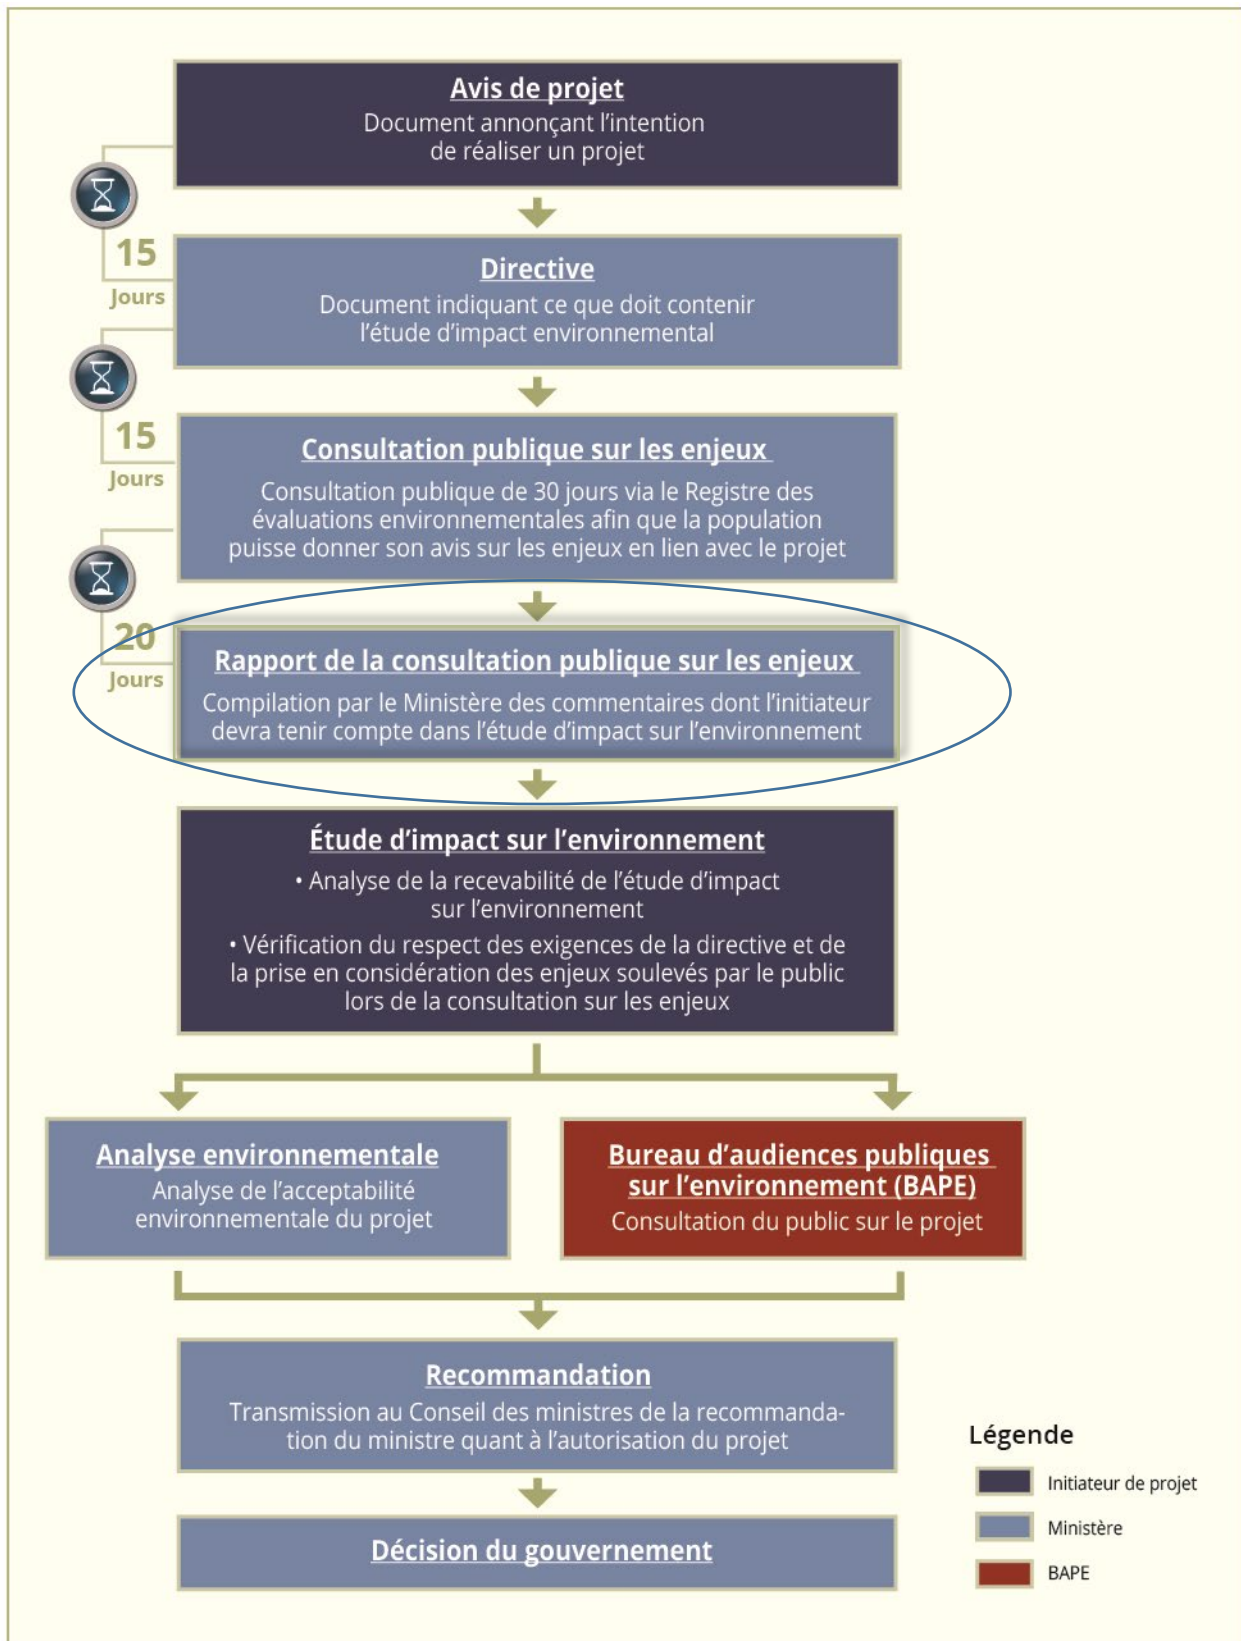 Avis de projet
Document annonçant l’intention
de réaliser un projet
15
Jours
Directive
Document indiquant ce que doit contenir
l’étude d’impact environnemental
15
Jours
Consultation publique sur les enjeux
Consultation publique de 30 jours via le Registre des
évaluations environnementales afin que la population
puisse donner son avis sur les enjeux en lien avec le projet
20
Jours
Rapport de la consultation publique sur les enjeux
Compilation par le Ministère des commentaires dont l’initiateur
devra tenir compte dans l’étude d’impact sur l’environnement
Étude d’impact sur l’environnement
• Analyse de la recevabilité de l’étude d’impact
sur l’environnement
• Vérification du respect des exigences de la directive et de
la prise en considération des enjeux soulevés par le public
lors de la consultation sur les enjeux
Analyse environnementale
Analyse de l’acceptabilité
environnementale du projet
Bureau d’audiences publiques
sur l’environnement (BAPE)
Consultation du public sur le projet
Recommandation
Transmission au Conseil des ministres de la recommanda-
tion du ministre quant à l’autorisation du projet
Décision du gouvernement
Légende
Initiateur de projet
Ministère
BAPE